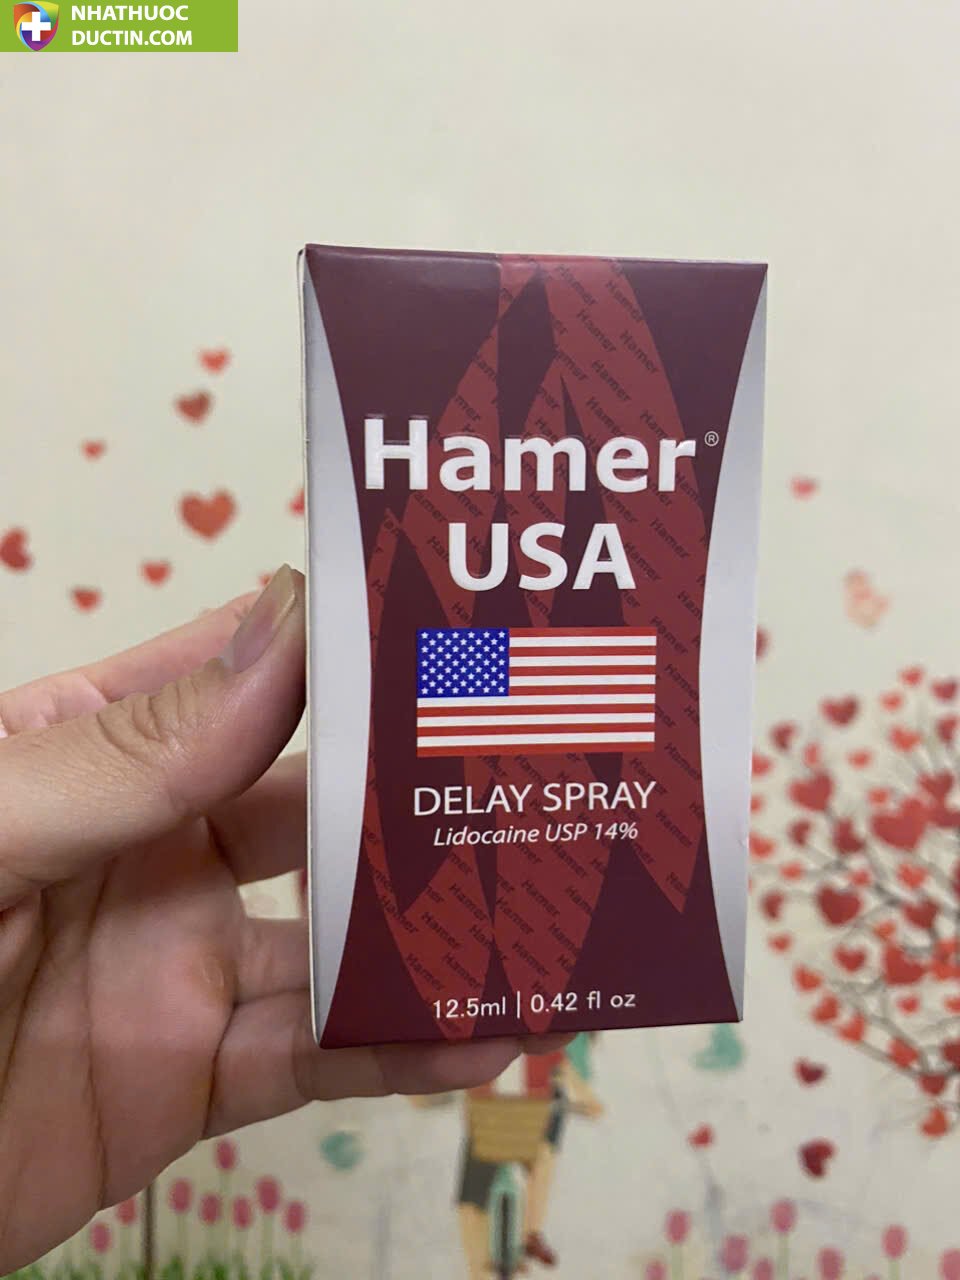 NHATHUOC
DUCTIN.COM
Hamer®
USA
DELAY SPRAY
Lidocaine USP 14%
12.5ml | 0.42 fl oz